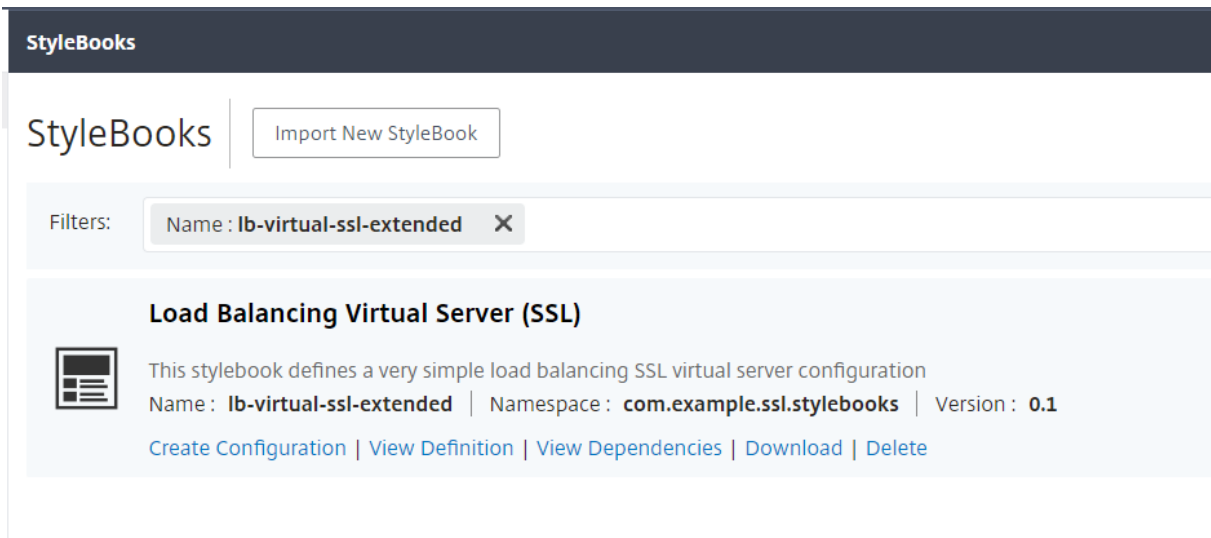 StyleBooks
StyleBooks Import New StyleBook
Filters: Name : lb-virtual-ssl-extended
Load Balancing Virtual Server (SSL)
This stylebook defines a very simple load balancing SSL virtual server configuration
Name : lb-virtual-ssl-extended | Namespace : com.example.ssl.stylebooks | Version : 0.1
Create Configuration | View Definition | View Dependencies | Download | Delete